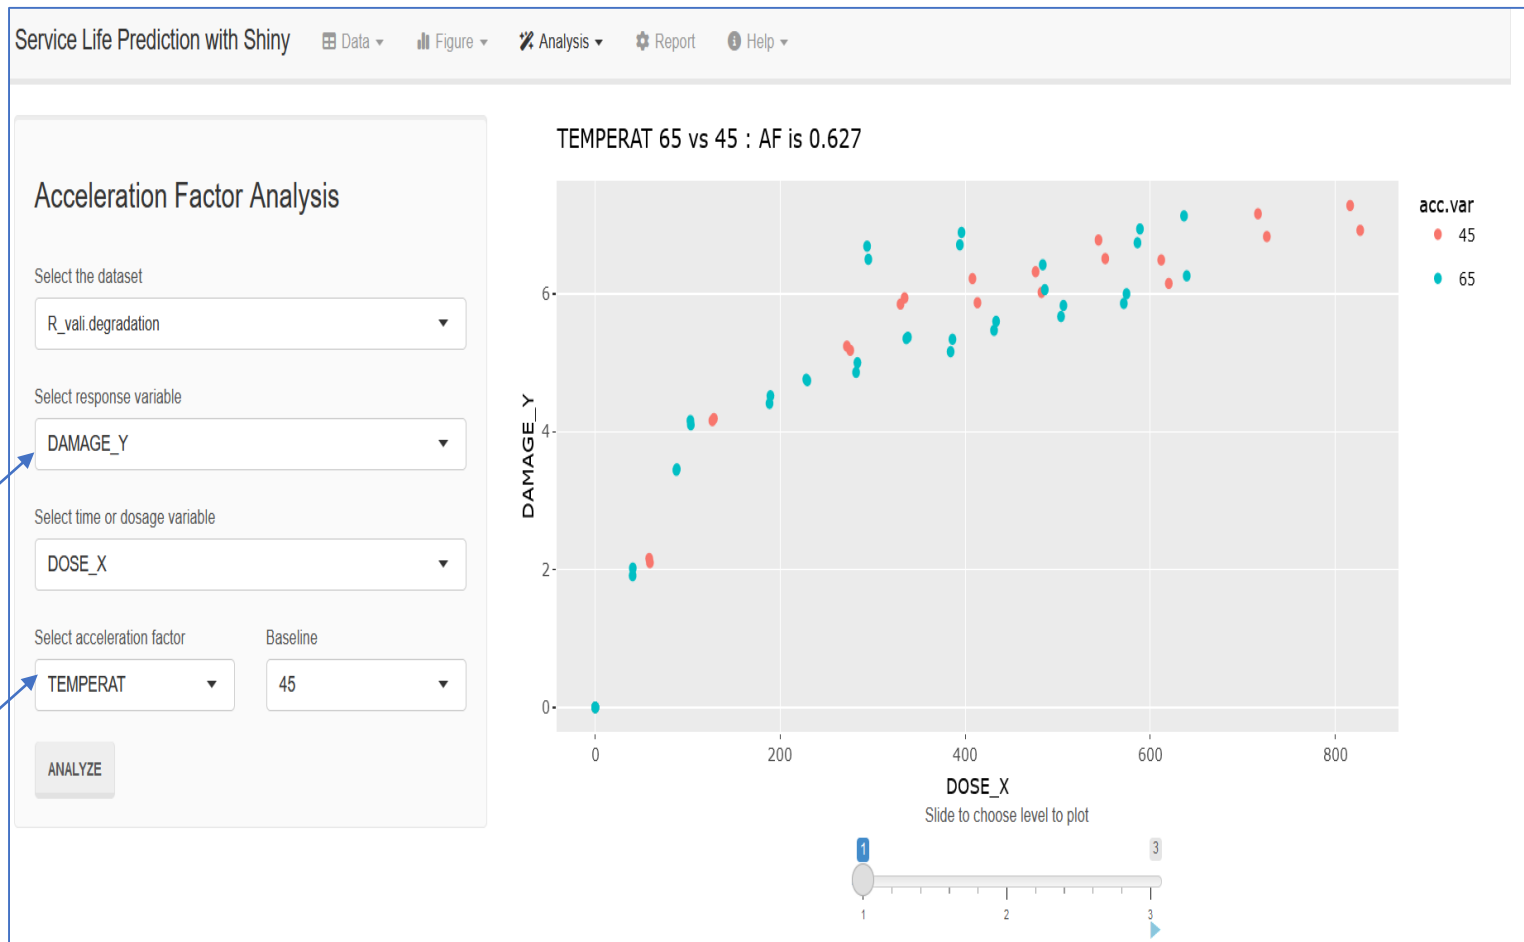 Service Life Prediction with Shiny Data Figure Analysis Report Help
Acceleration Factor Analysis
Select the dataset
R_vali.degradation
Select response variable
DAMAGE_Y
Select time or dosage variable
DOSE_X
Select acceleration factor Baseline
TEMPERAT 45
ANALYZE
TEMPERAT 65 vs 45 : AF is 0.627
6
4
2
0
DAMAGE_Y
0 200 400 600 800
DOSE_X
acc.var
45
65
Slide to choose level to plot
1 3
1 2 3